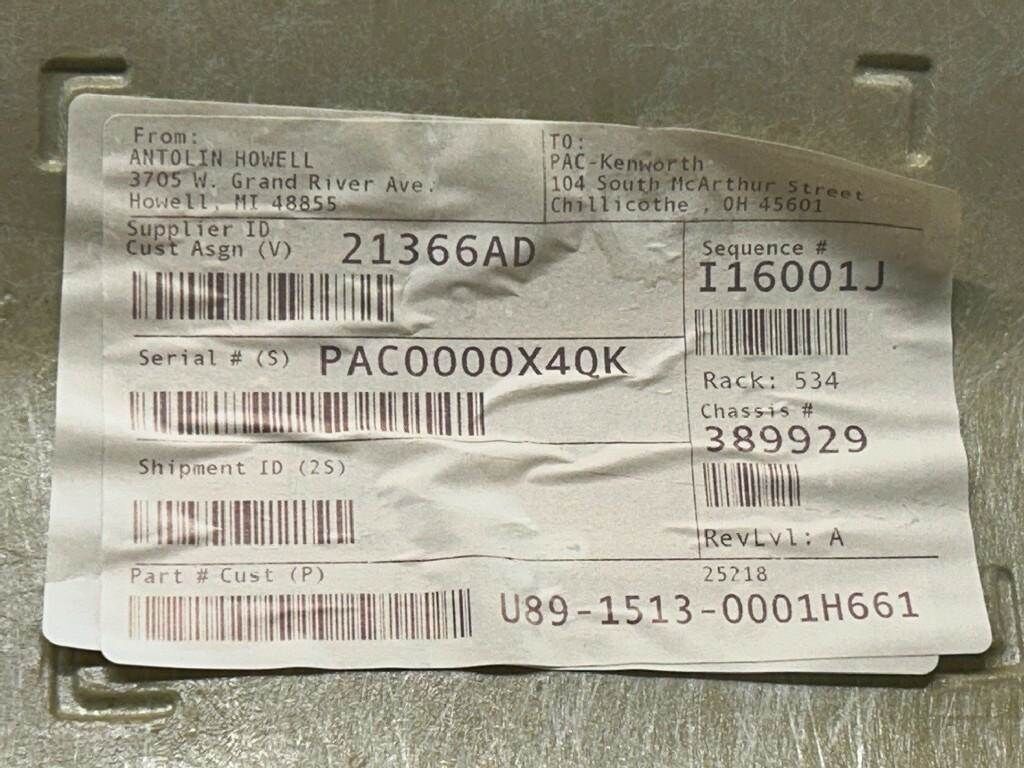 From:
ANTOLIN HOWELL
3705 W. Grand River Ave.
Howell, MI 48855
TO:
PAC-Kenworth
104 South McArthur Street
Chillicothe , OH 45601
Supplier ID
Cust Asgn (V) 21366AD
Serial # (S) PAC0000X4QK
Shipment ID (2S)
Part # Cust (P)
Sequence #
I16001J
Rack: 534
Chassis #
389929
RevLvl: A
25218
U89-1513-0001H661